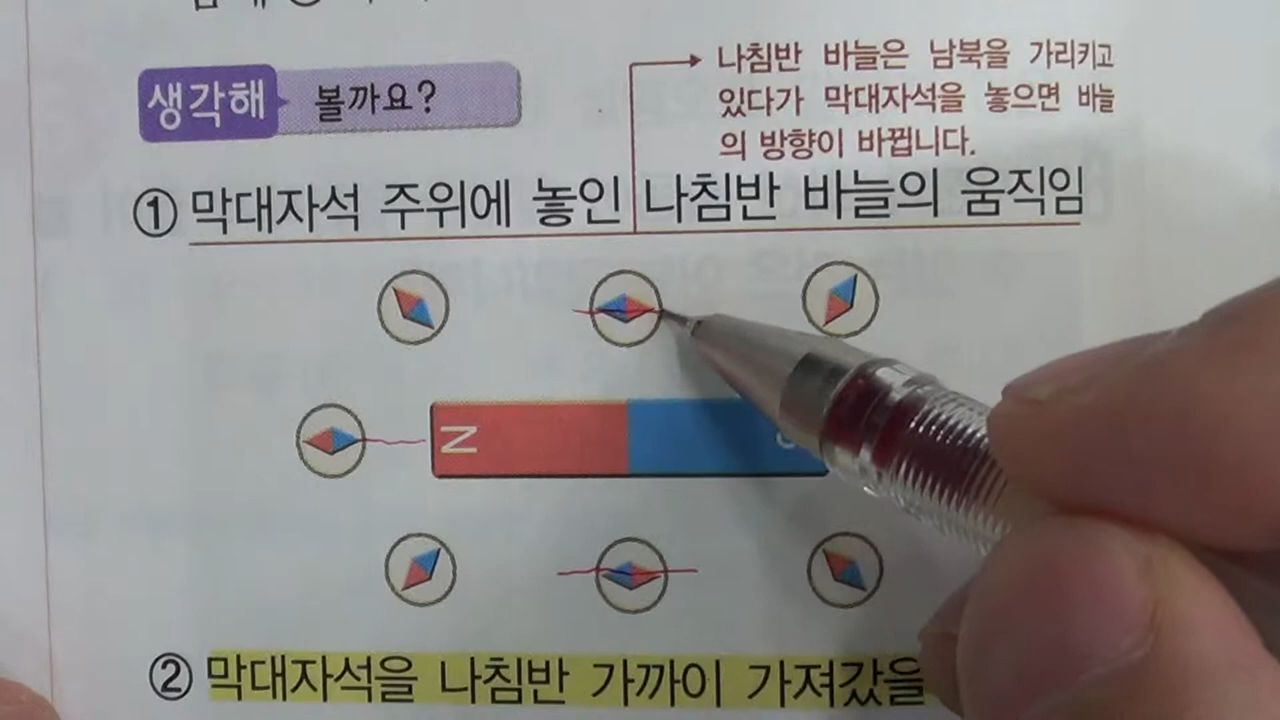 생각해 볼까요?
나침반 바늘은 남북을 가리키고
있다가 막대자석을 놓으면 바늘
의 방향이 바뀝니다.
① 막대자석 주위에 놓인 나침반 바늘의 움직임
N
② 막대자석을 나침반 가까이 가져갔을